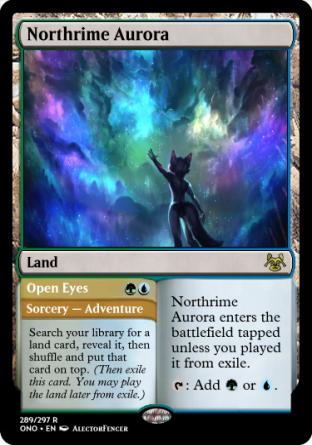 Northrime Aurora
Land
Open Eyes
Sorcery — Adventure
Search your library for a
land card, reveal it, then
shuffle and put that
card on top. (Then exile
this card. You may play
the land later from exile.)
Northrime
Aurora enters the
battlefield tapped
unless you played
it from exile.
: Add or .
289/297 R
ONO • EN AlectorFencer